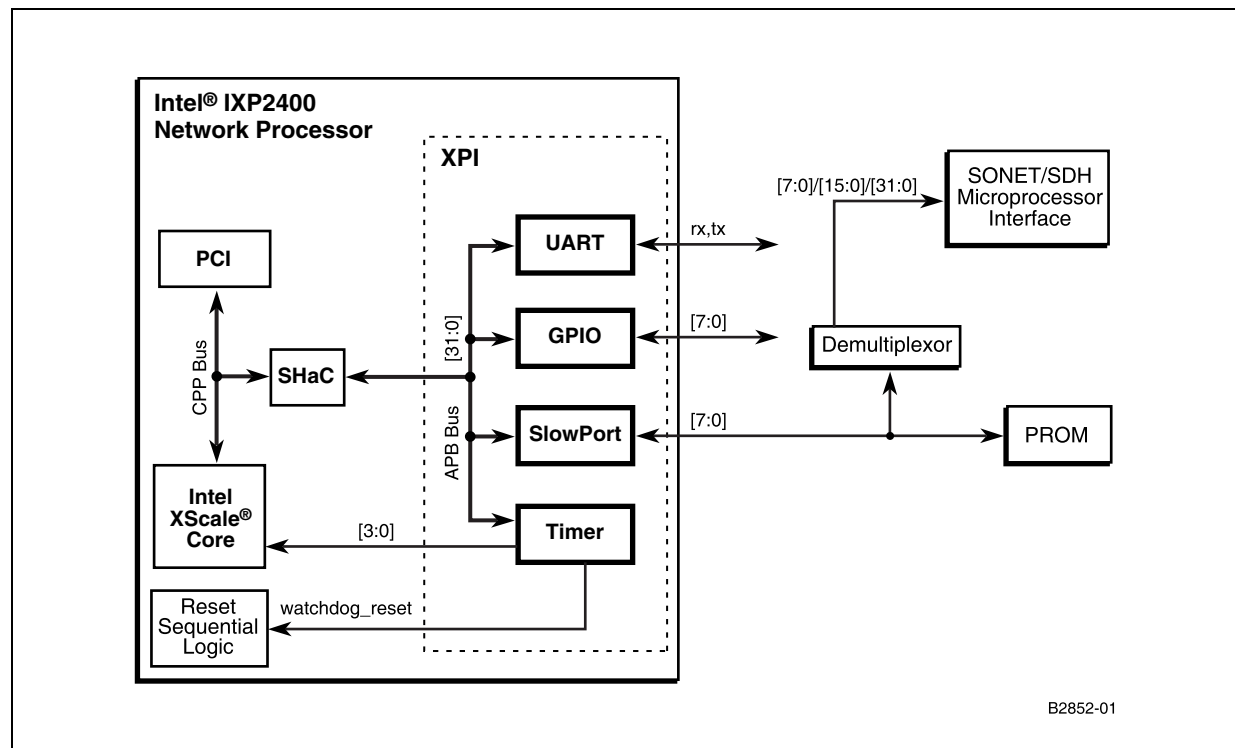 Intel® IXP2400
Network Processor
XPI
[7:0]/[15:0]/[31:0]
SONET/SDH
Microprocessor
Interface
UART
rx,tx
PCI
CPP Bus
SHaC
[31:0]
APB Bus
GPIO
[7:0]
Demultiplexor
SlowPort
[7:0]
PROM
Intel
XScale®
Core
[3:0]
Timer
Reset
Sequential
Logic
watchdog_reset
B2852-01